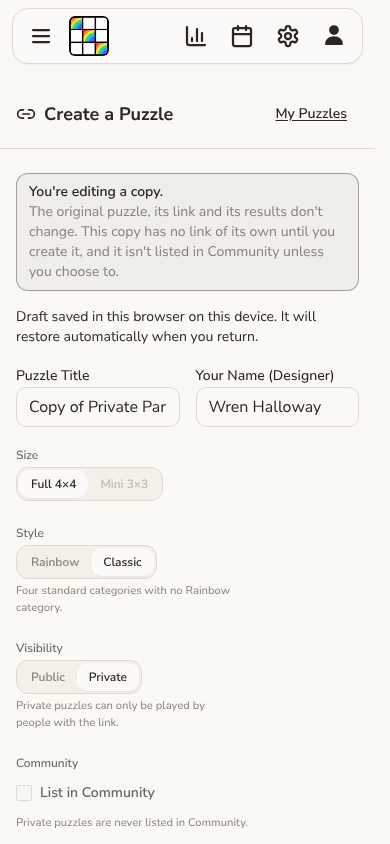 Create a Puzzle
My Puzzles
You're editing a copy.
The original puzzle, its link and its results don't
change. This copy has no link of its own until you
create it, and it isn't listed in Community unless
you choose to.
Draft saved in this browser on this device. It will
restore automatically when you return.
Puzzle Title
Your Name (Designer)
Copy of Private Par
Wren Halloway
Size
Full 4×4
Mini 3×3
Style
Rainbow
Classic
Four standard categories with no Rainbow
category.
Visibility
Public
Private
Private puzzles can only be played by
people with the link.
Community
List in Community
Private puzzles are never listed in Community.